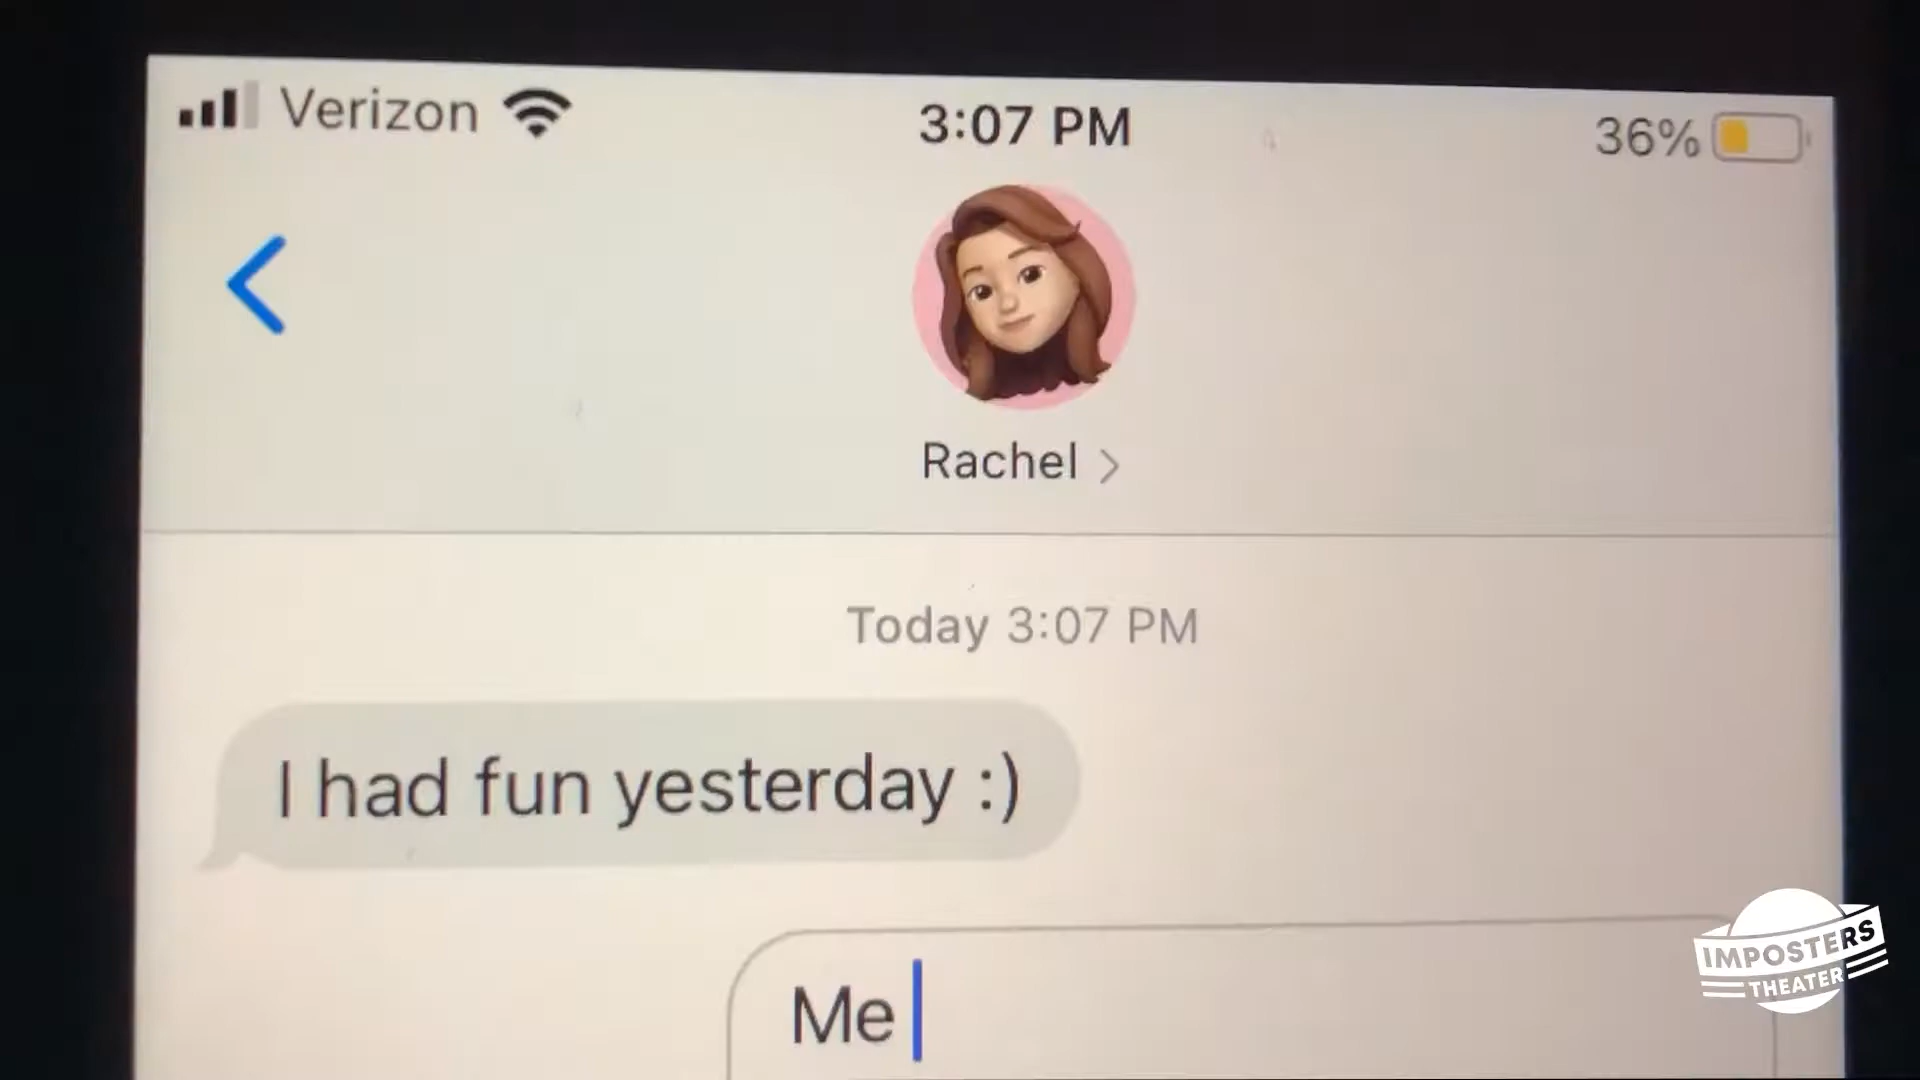 Verizon 3:07 PM 36%
Rachel >
Today 3:07 PM
I had fun yesterday :)
Me
IMPOSTERS
THEATER